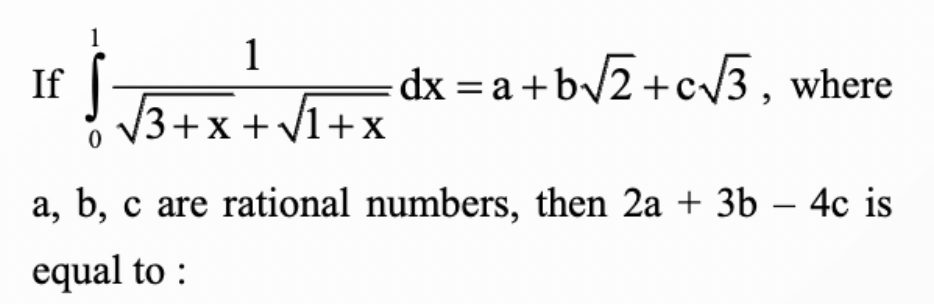 If ∫₀¹ 1/(√(3+x) + √(1+x)) dx = a + b√2 + c√3 , where
a, b, c are rational numbers, then 2a + 3b – 4c is
equal to :